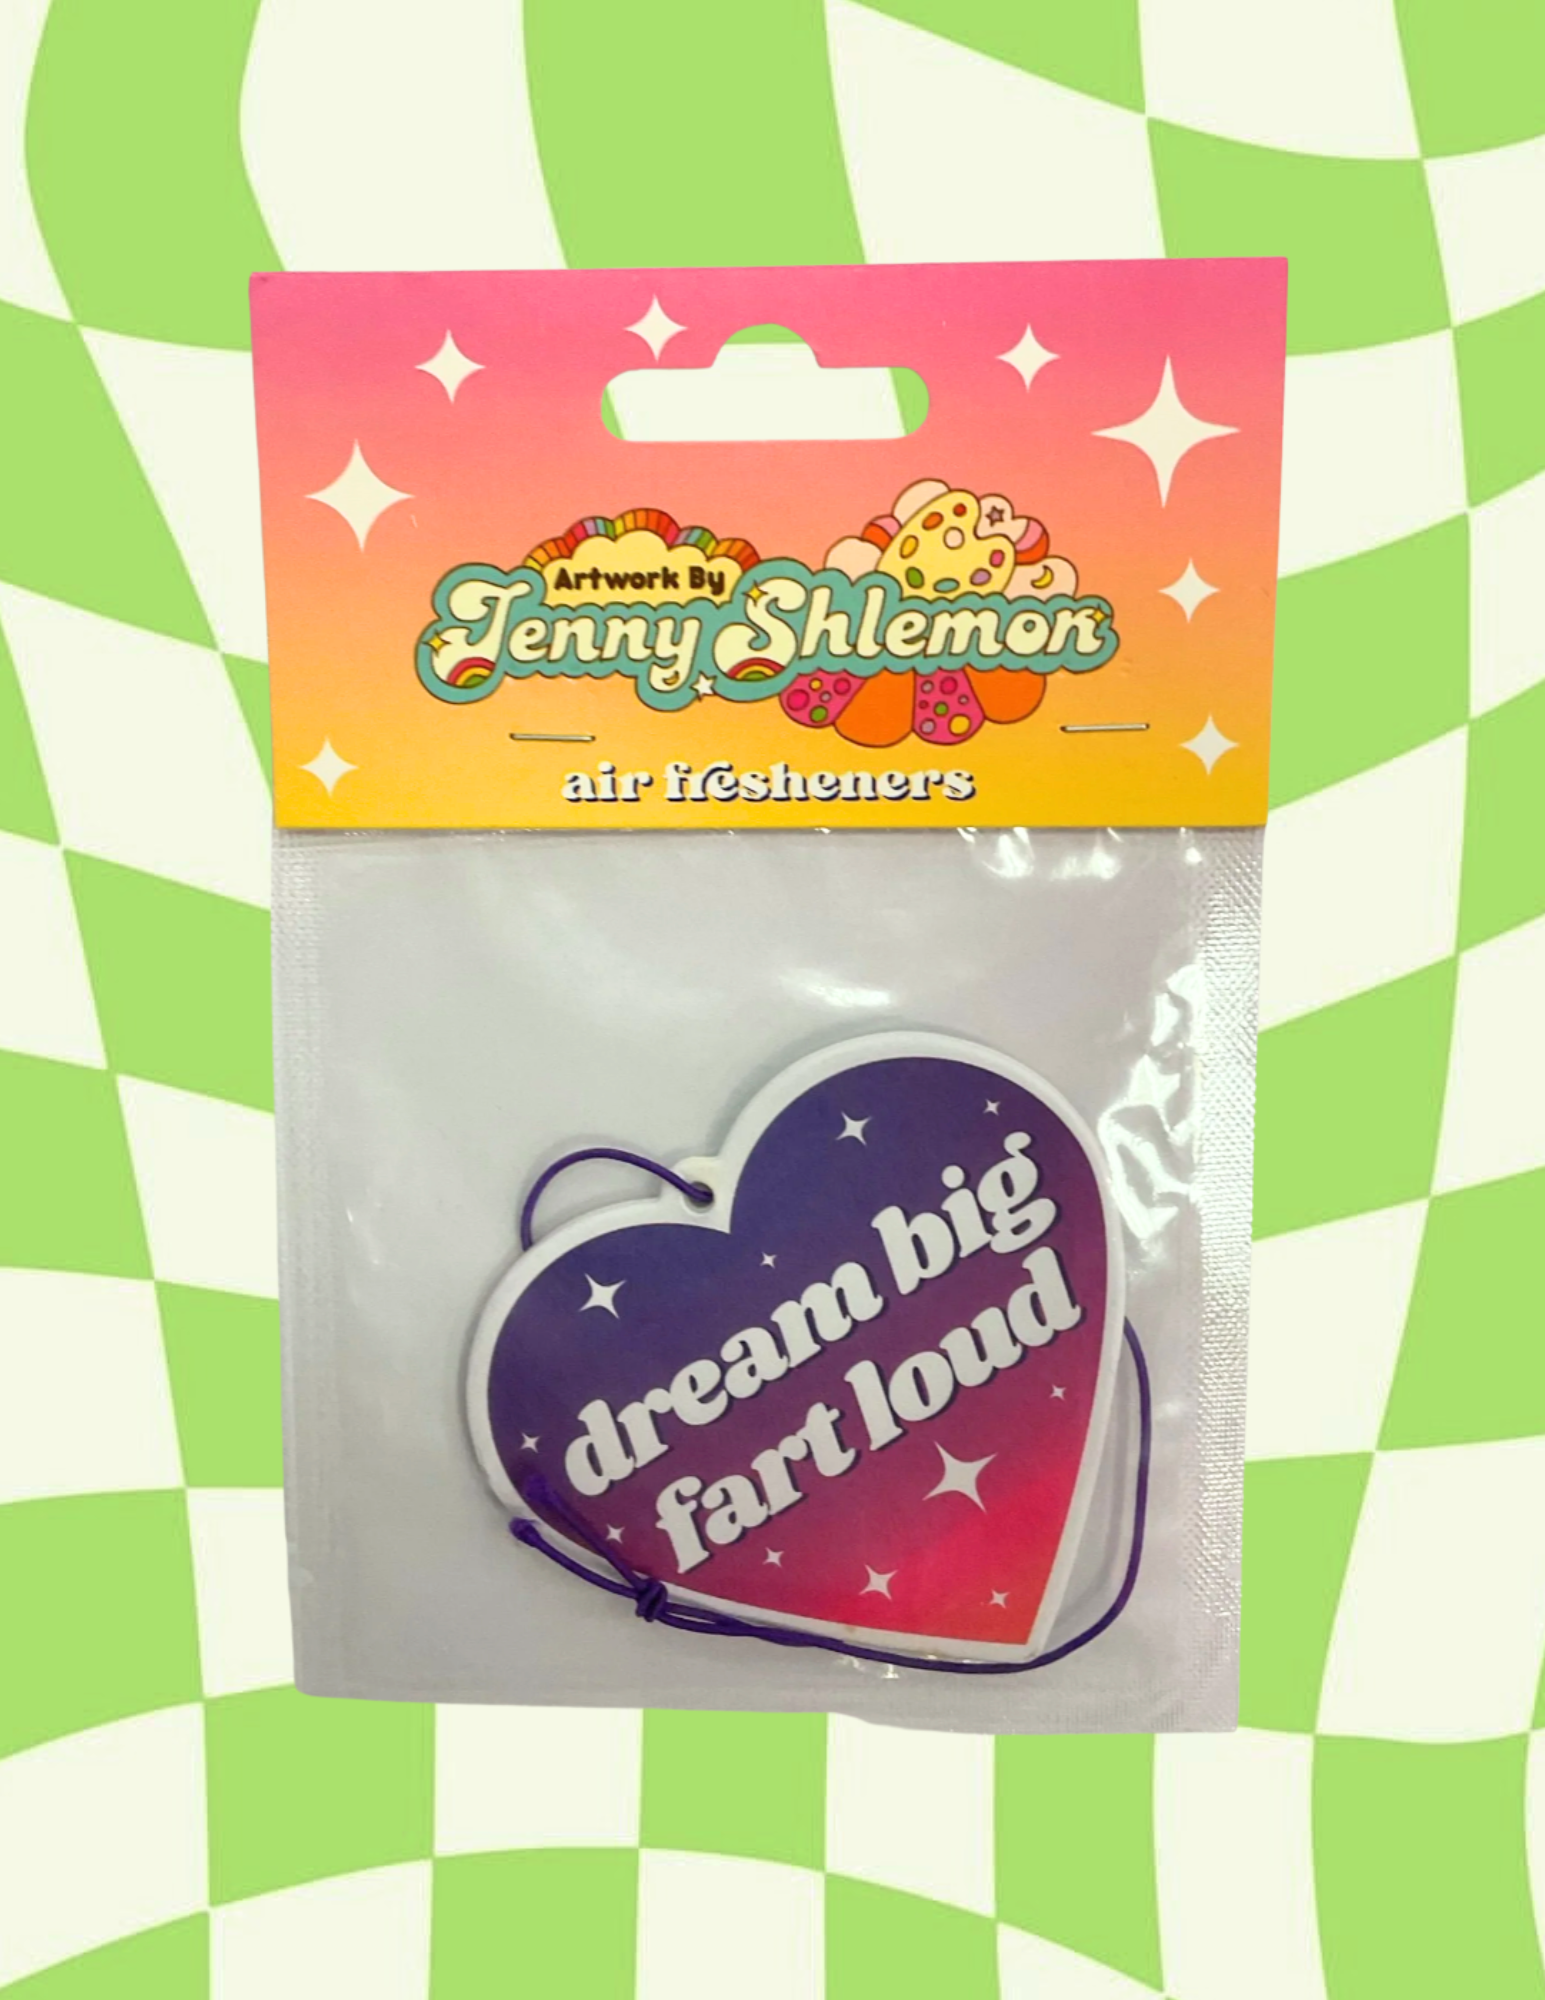 Artwork By
Jenny Shlemon
air fresheners
dream big
fart loud